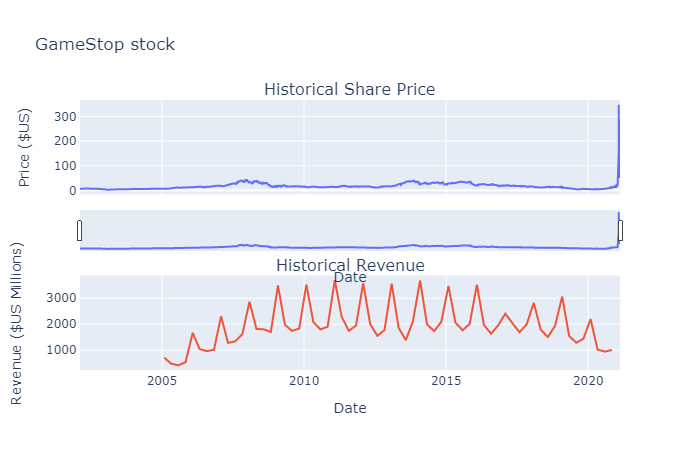 GameStop stock
Historical Share Price
Price ($US)
300
200
100
0
Historical Revenue
Date
Revenue ($US Millions)
3000
2000
1000
2005 2010 2015 2020
Date